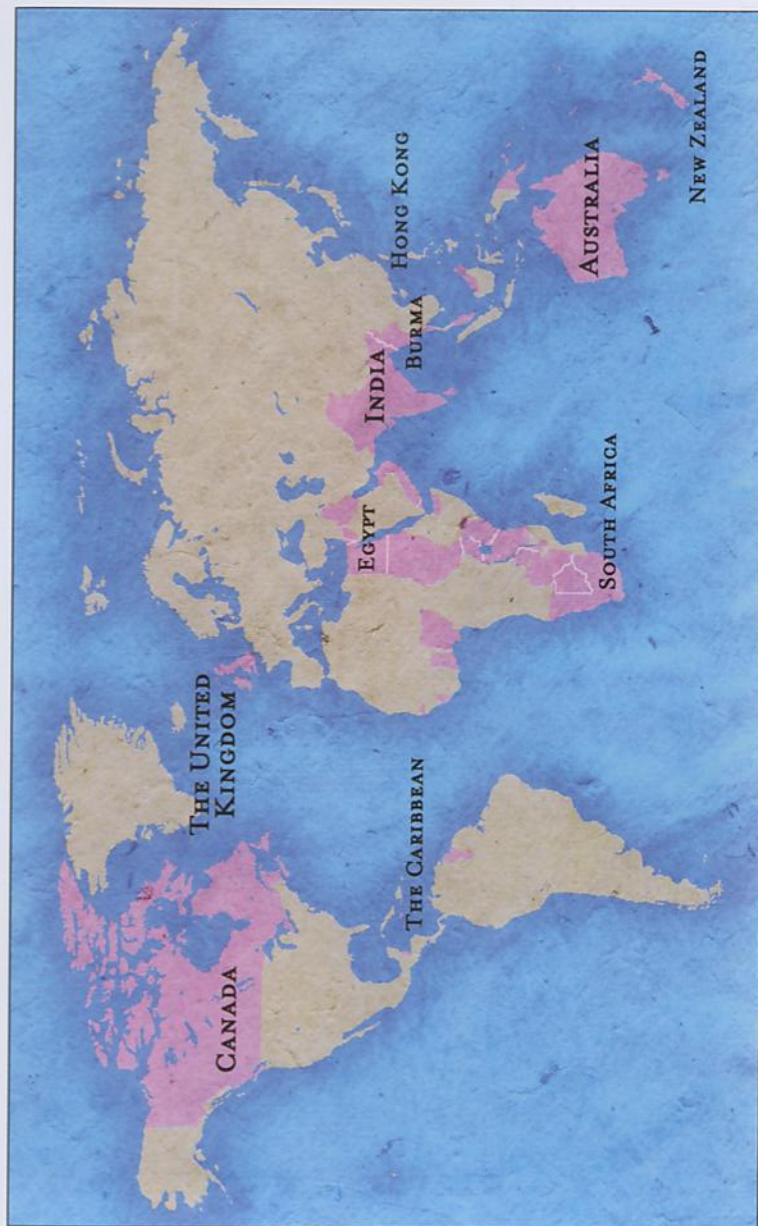 CANADA
THE UNITED
KINGDOM
THE CARIBBEAN
EGYPT
SOUTH AFRICA
INDIA
BURMA
HONG KONG
AUSTRALIA
NEW ZEALAND